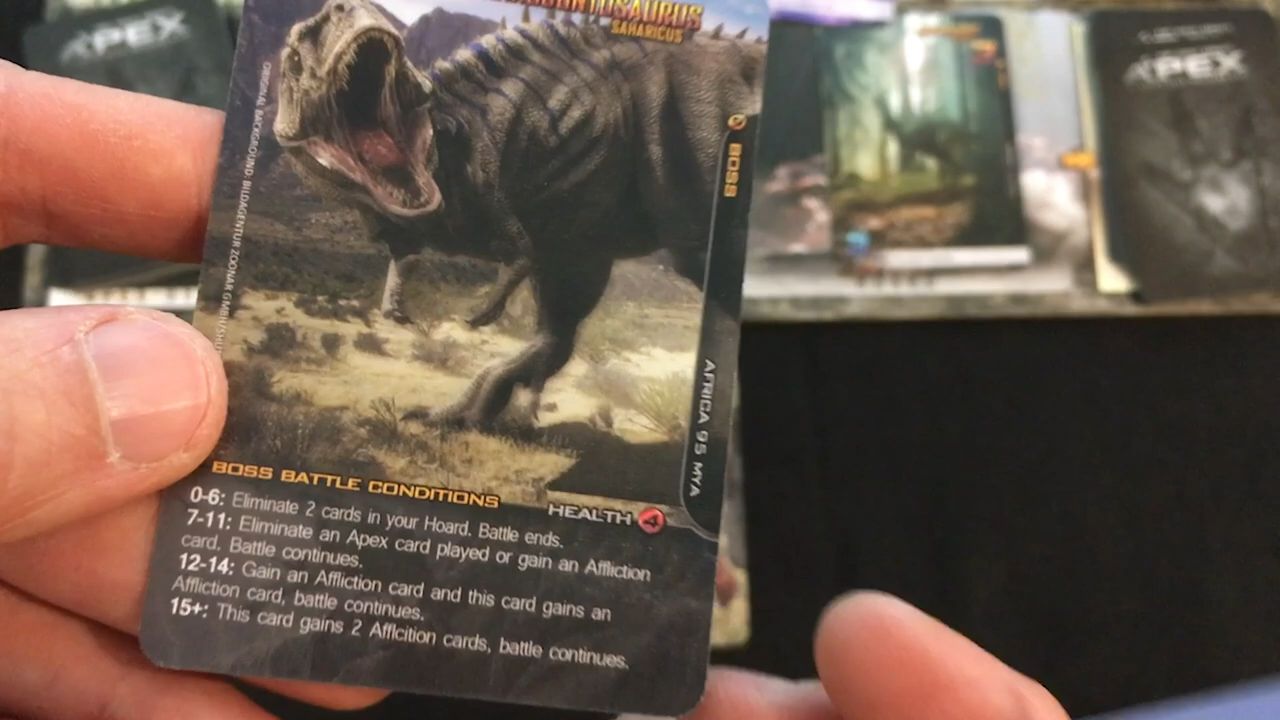 SAHARICUS
BOSS
AFRICA 95 MYA
ORIGINAL BACKGROUND: BILDAGENTUR ZOONAR GMBH/SHU
BOSS BATTLE CONDITIONS
HEALTH 4
0-6: Eliminate 2 cards in your Hoard. Battle ends.
7-11: Eliminate an Apex card played or gain an Affliction
card. Battle continues.
12-14: Gain an Affliction card and this card gains an
Affliction card, battle continues.
15+: This card gains 2 Afflcition cards, battle continues.
APEX
APEX